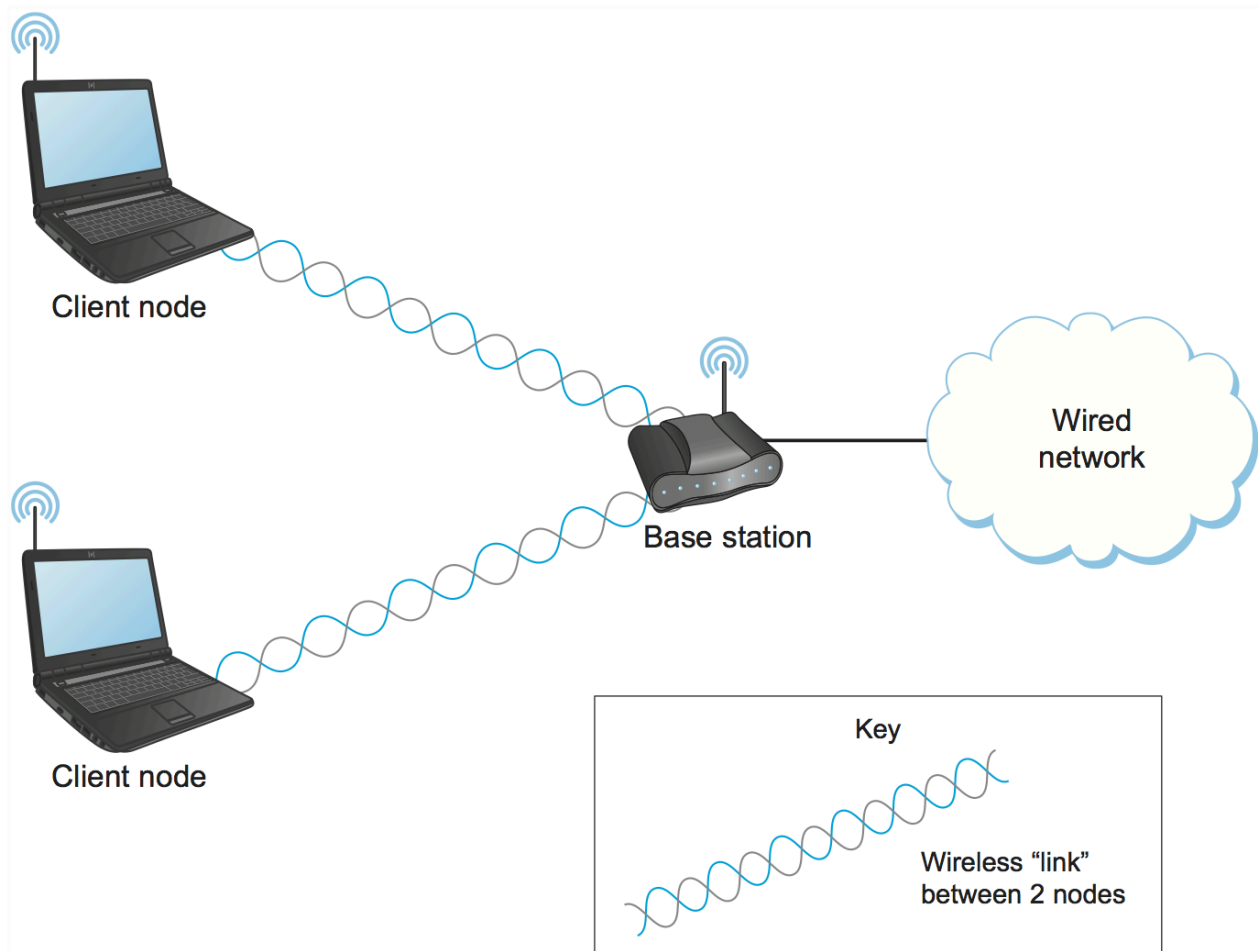 Client node
Wired
network
Base station
Client node
Key
Wireless “link”
between 2 nodes